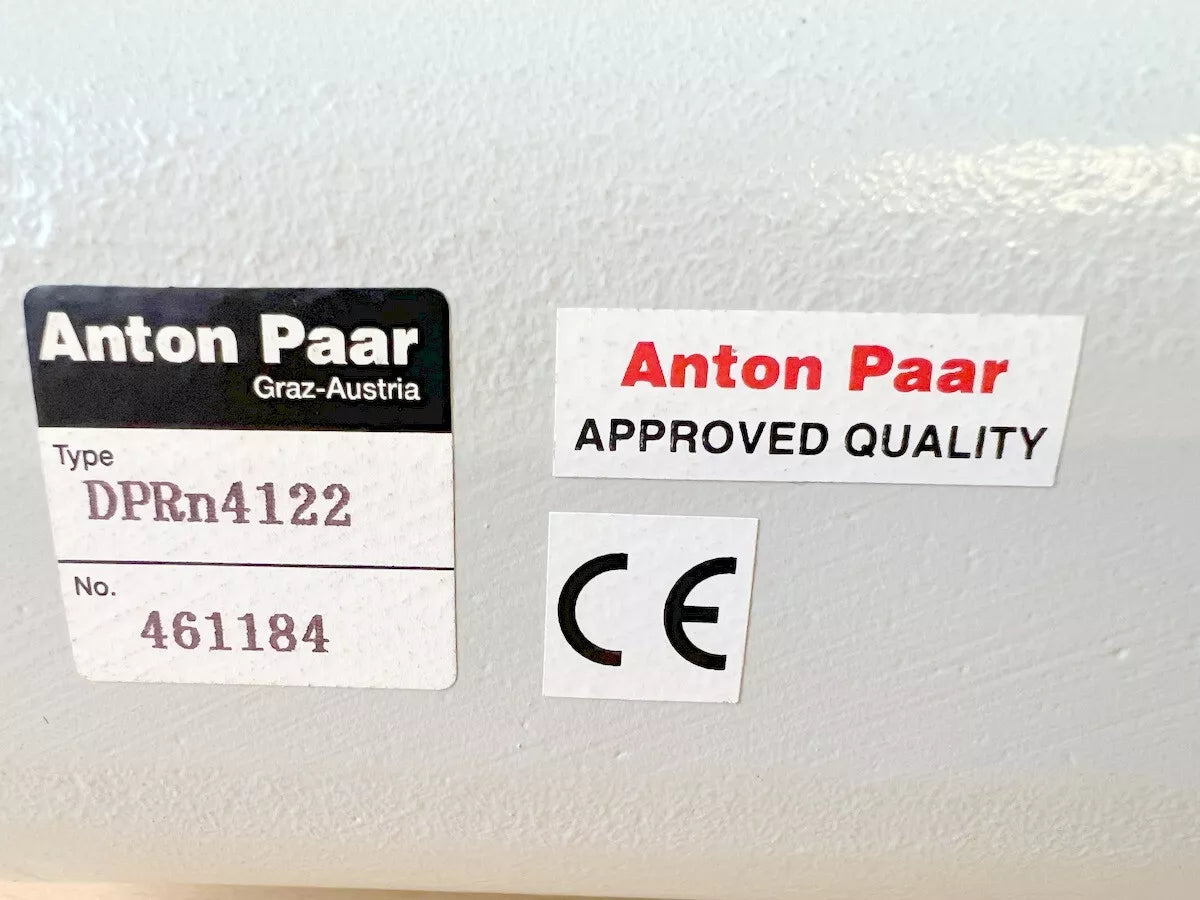 Anton Paar
Graz-Austria
Type
DPRn4122
No.
461184
Anton Paar
APPROVED QUALITY
CE